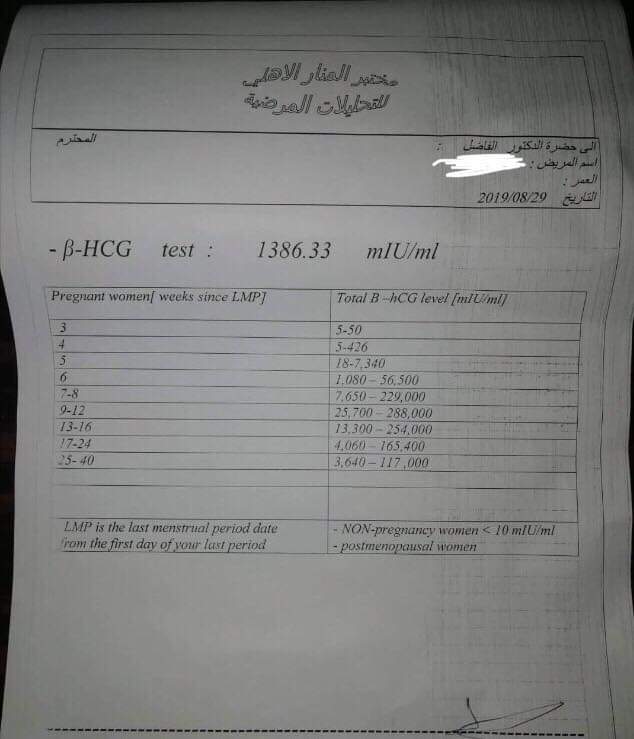 مختبر المنار الاهلي
للتحليلات المرضية
الى حضرة الدكتور الفاضل : المحترم
اسم المريض :
العمر :
التاريخ 2019/08/29
- β-HCG test : 1386.33 mIU/ml
Pregnant women[ weeks since LMP] Total B –hCG level [mIU/ml]
3 5-50
4 5-426
5 18-7,340
6 1,080 – 56,500
7-8 7,650 – 229,000
9-12 25,700 – 288,000
13-16 13,300 – 254,000
17-24 4,060 – 165,400
25- 40 3,640 – 117 ,000
LMP is the last menstrual period date - NON-pregnancy women < 10 mIU/ml
from the first day of your last period - postmenopausal women